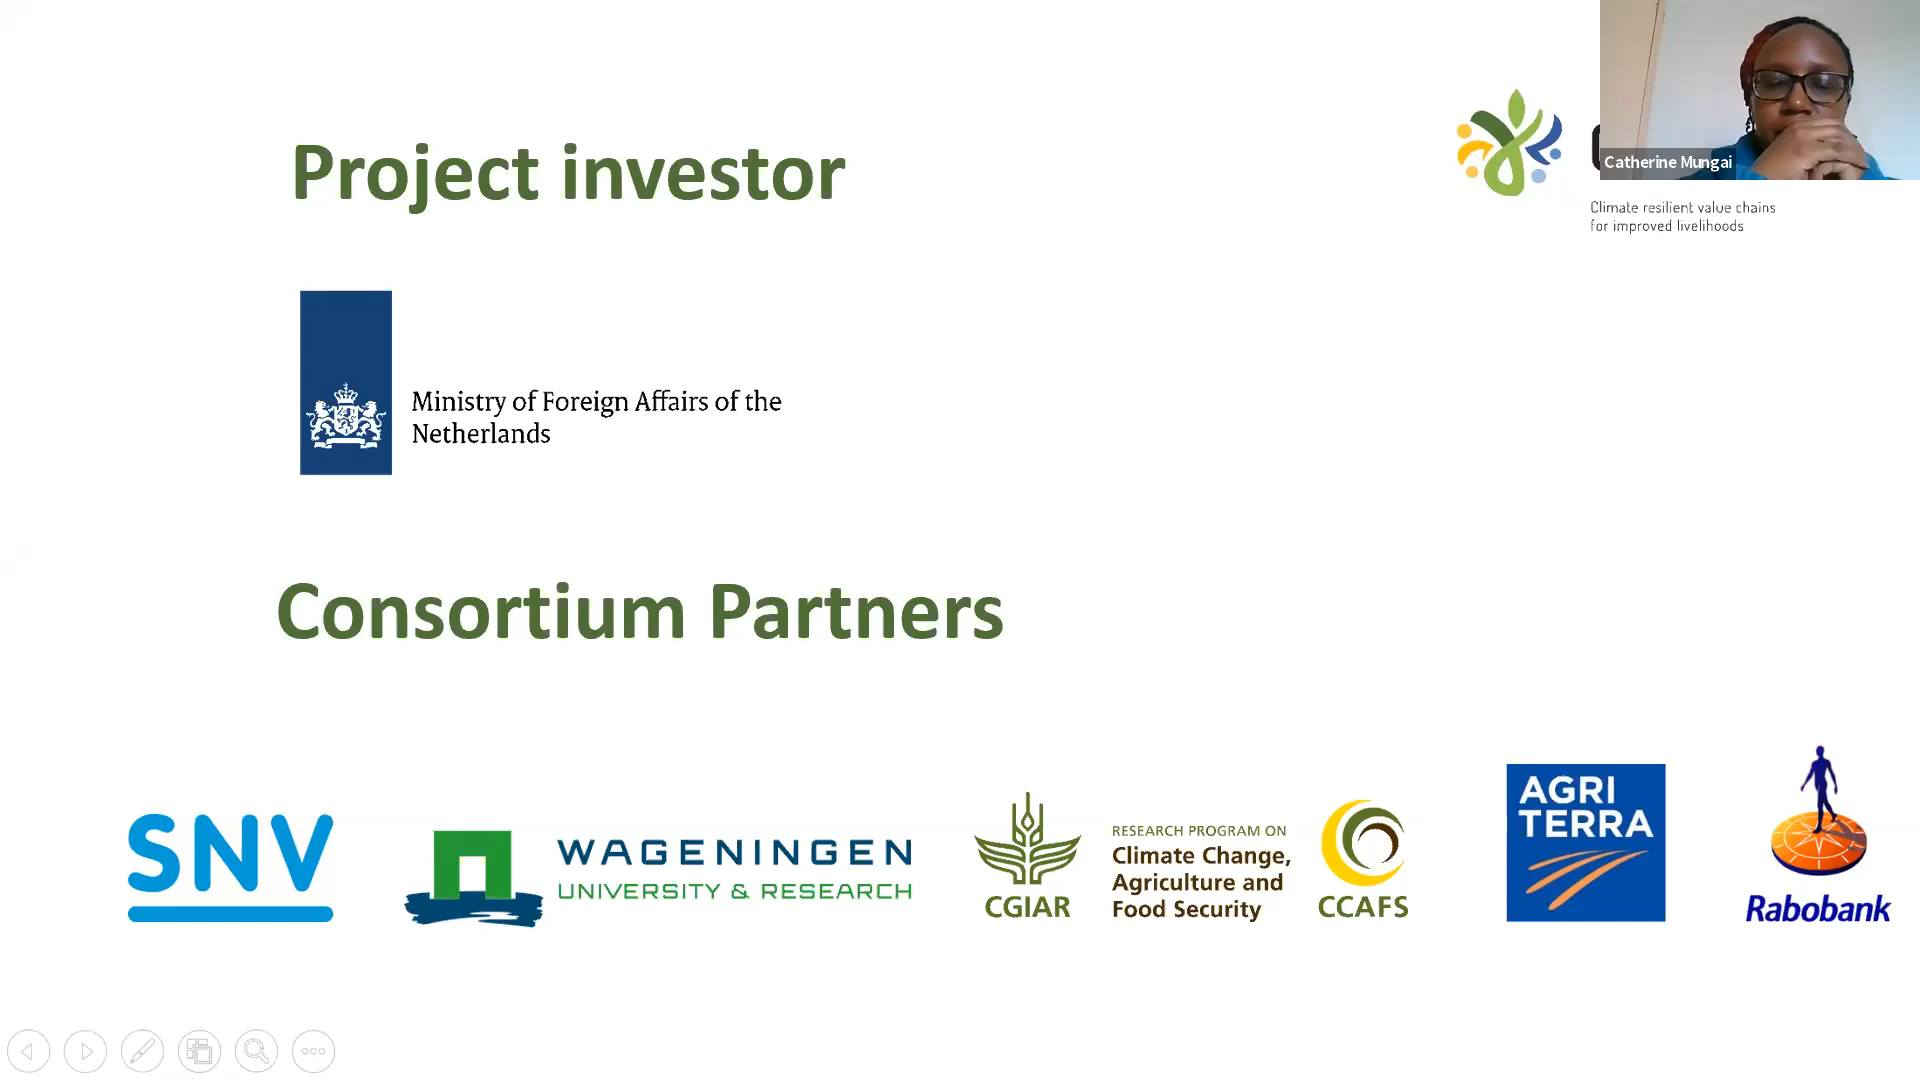 Project investor
Catherine Mungai
Climate resilient value chains
for improved livelihoods
Ministry of Foreign Affairs of the
Netherlands
Consortium Partners
SNV
WAGENINGEN
UNIVERSITY & RESEARCH
CGIAR
RESEARCH PROGRAM ON
Climate Change,
Agriculture and
Food Security
CCAFS
AGRI
TERRA
Rabobank